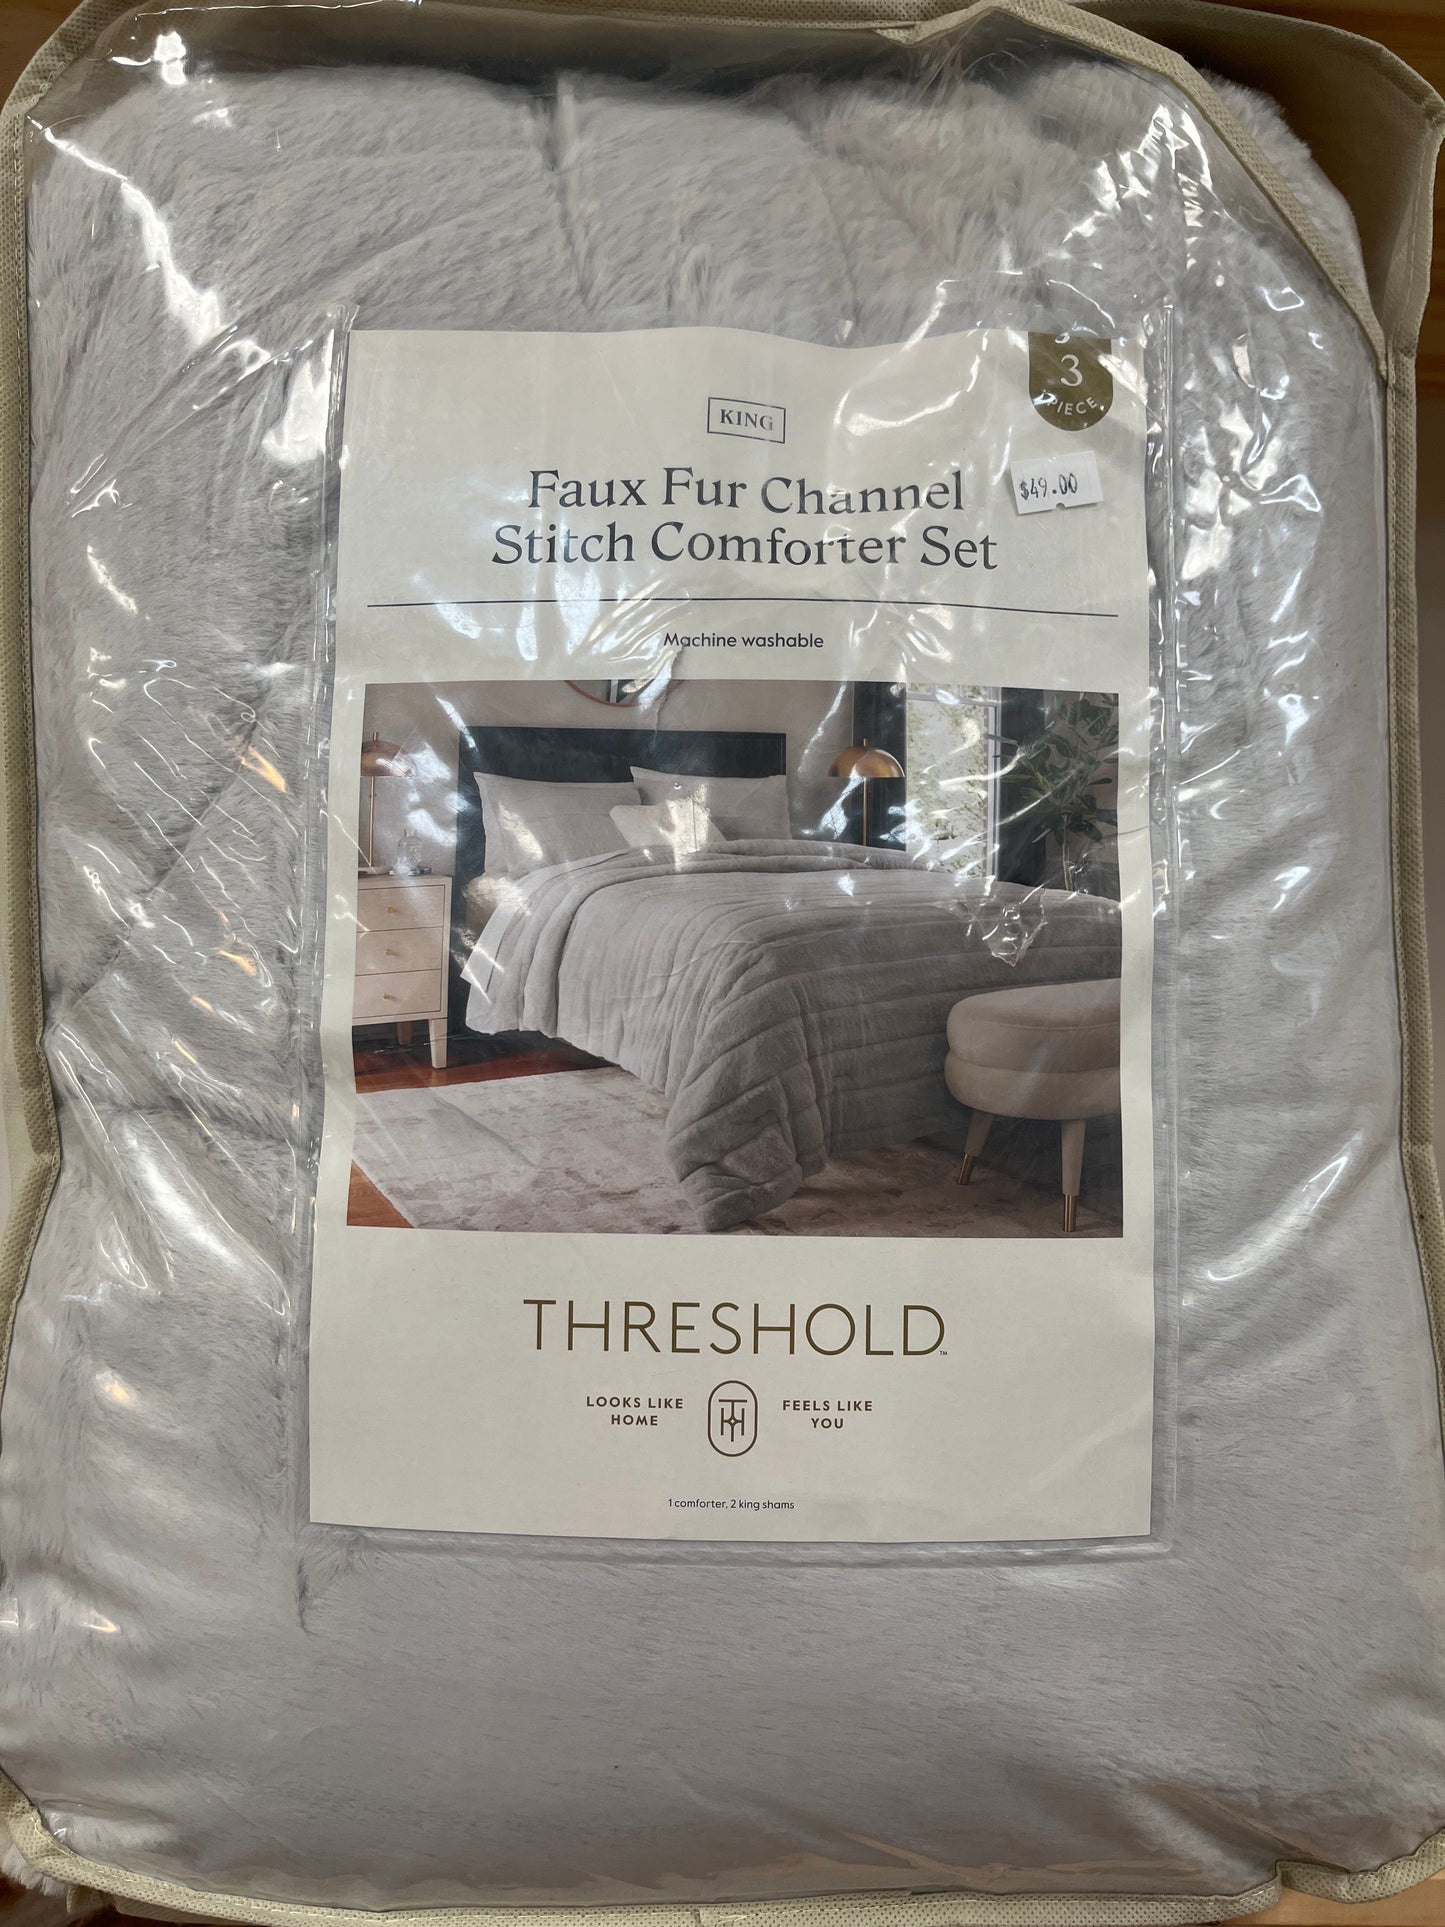 3
PIECE
KING
$49.00
Faux Fur Channel
Stitch Comforter Set
Machine washable
THRESHOLD™
LOOKS LIKE
HOME
FEELS LIKE
YOU
1 comforter, 2 king shams